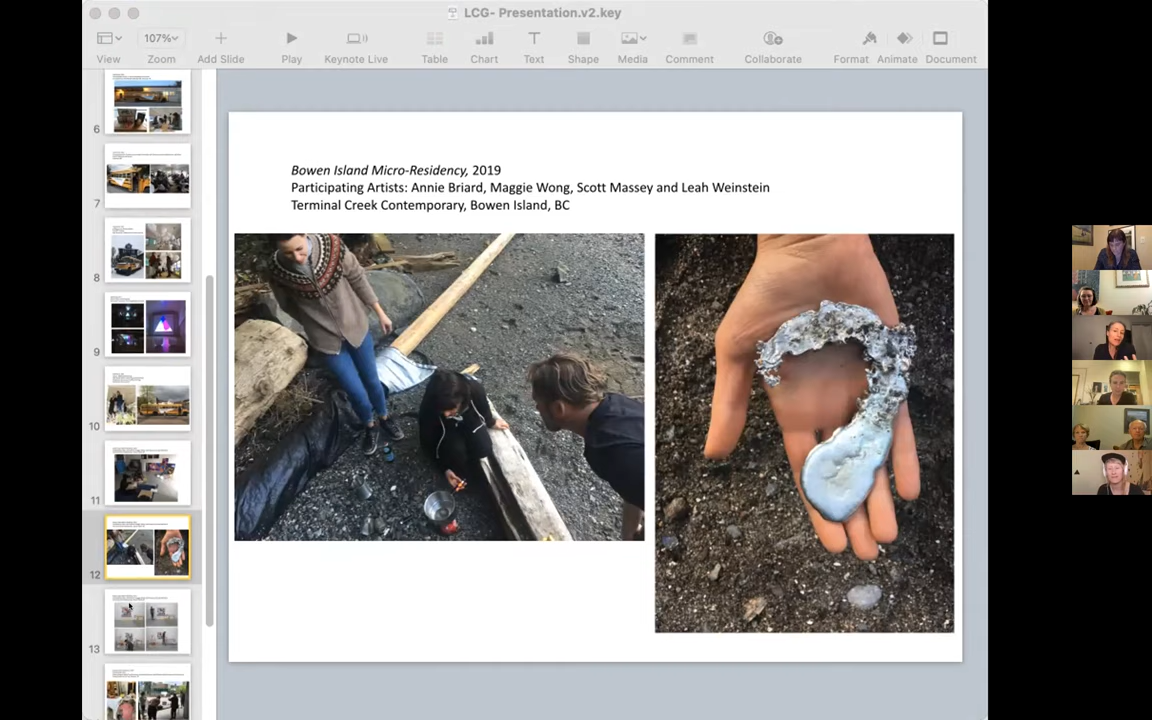 LCG- Presentation.v2.key
107%
View
Zoom
Add Slide
Play
Keynote Live
Table
Chart
Text
Shape
Media
Comment
Collaborate
Format
Animate
Document
6
7
8
9
10
11
12
13
Bowen Island Micro-Residency, 2019
Participating Artists: Annie Briard, Maggie Wong, Scott Massey and Leah Weinstein
Terminal Creek Contemporary, Bowen Island, BC